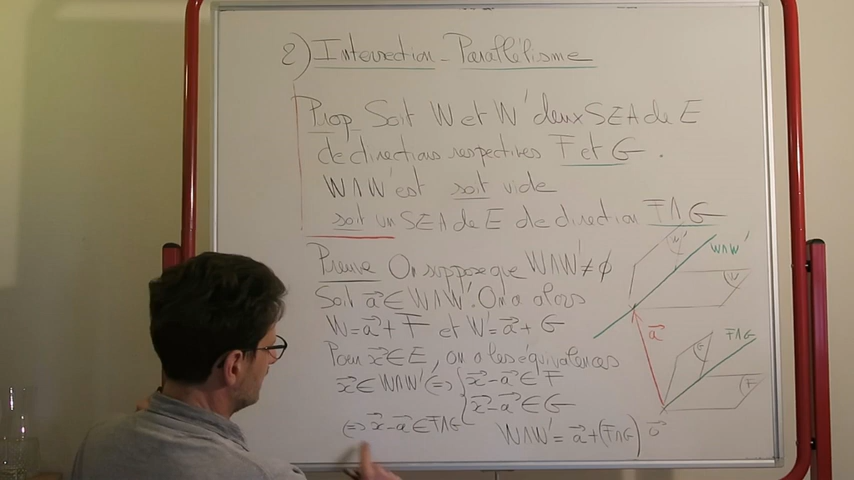 2) Intersection - Parallélisme
Prop Soit W et W' deux SEA de E
de directions respectives F et G.
W∩W' est soit vide
soit un SEA de E de direction F∩G
Preuve On suppose que W∩W' ≠ ∅
Soit a⃗ ∈ W∩W'. On a alors
W = a⃗ + F et W' = a⃗ + G
Pour x⃗ ∈ E, on a les équivalences
x⃗ ∈ W∩W' ⟺ { x⃗ - a⃗ ∈ F
x⃗ - a⃗ ∈ G
⟺ x⃗ - a⃗ ∈ F∩G
W∩W' = a⃗ + (F∩G)
W'
W∩W'
W
a⃗
F∩G
G
F
0⃗